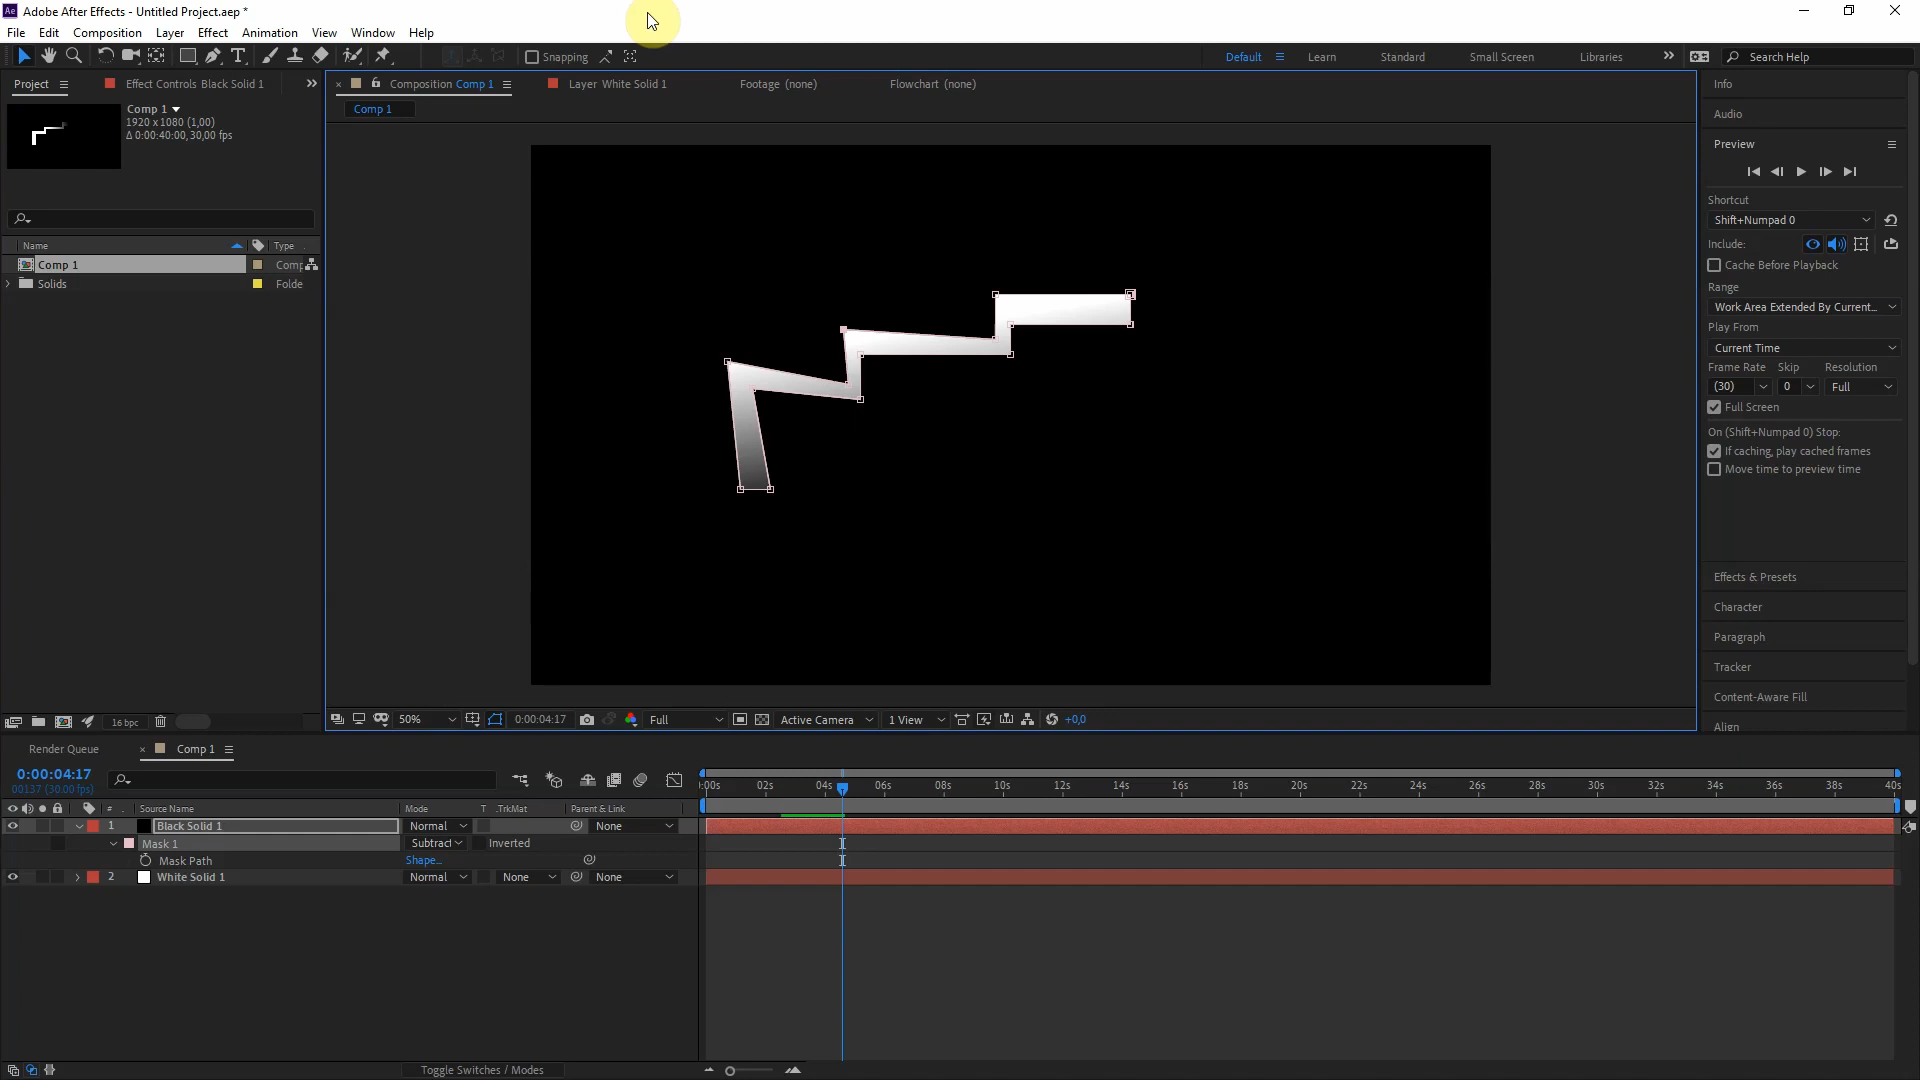 Ae Adobe After Effects - Untitled Project.aep *
File Edit Composition Layer Effect Animation View Window Help
T Snapping Default Learn Standard Small Screen Libraries » Search Help
Project Effect Controls Black Solid 1 »
× Composition Comp 1 Layer White Solid 1 Footage (none) Flowchart (none)
Comp 1
Comp 1
1920 x 1080 (1,00)
Δ 0:00:40:00, 30,00 fps
Name Type
Comp 1 Comp
Solids Folde
16 bpc
50% 0:00:04:17 Full Active Camera 1 View +0,0
Info
Audio
Preview
Shortcut
Shift+Numpad 0
Include:
Cache Before Playback
Range
Work Area Extended By Current...
Play From
Current Time
Frame Rate Skip Resolution
(30) 0 Full
Full Screen
On (Shift+Numpad 0) Stop:
If caching, play cached frames
Move time to preview time
Effects & Presets
Character
Paragraph
Tracker
Content-Aware Fill
Align
Render Queue × Comp 1
0:00:04:17
00137 (30.00 fps)
:00s 02s 04s 06s 08s 10s 12s 14s 16s 18s 20s 22s 24s 26s 28s 30s 32s 34s 36s 38s 40s
# Source Name Mode T .TrkMat Parent & Link
1 Black Solid 1 Normal None
Mask 1 Subtract Inverted
Mask Path Shape...
2 White Solid 1 Normal None None
Toggle Switches / Modes